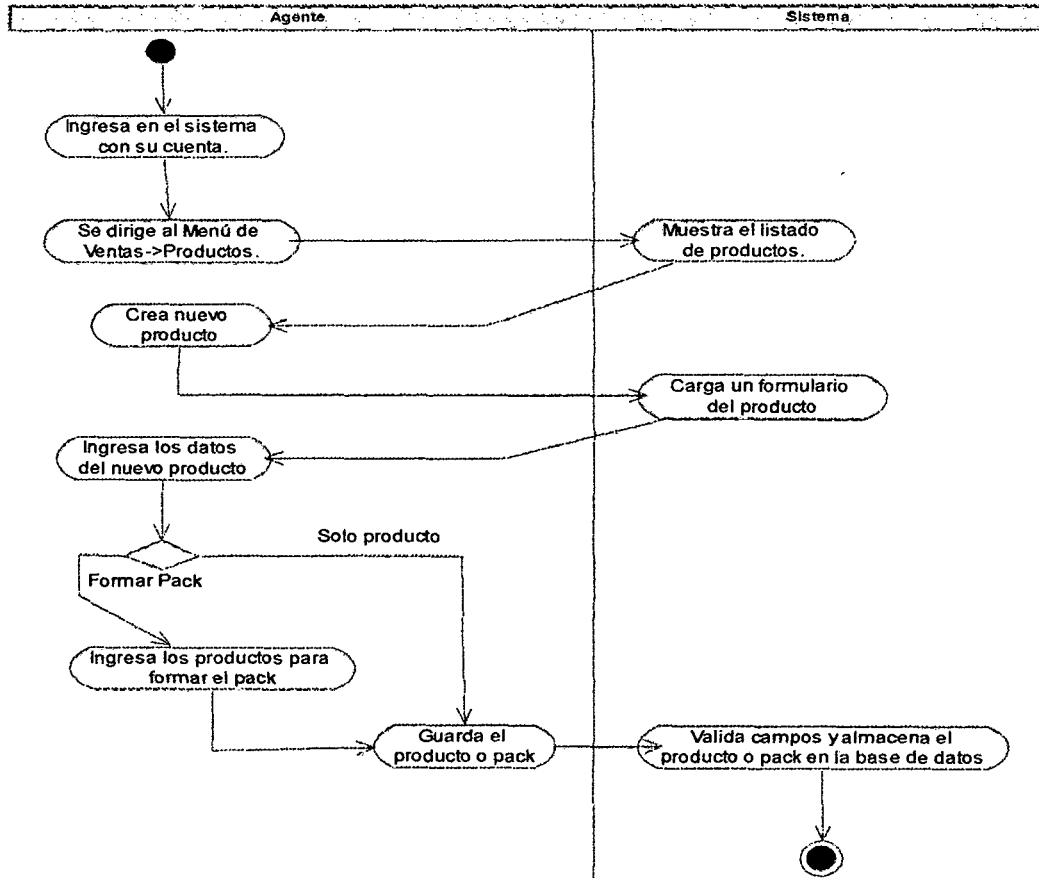 Agente
Sistema
Ingresa en el sistema
con su cuenta.
Se dirige al Menú de
Ventas->Productos.
Muestra el listado
de productos.
Crea nuevo
producto
Carga un formulario
del producto
Ingresa los datos
del nuevo producto
Solo producto
Formar Pack
Ingresa los productos para
formar el pack
Guarda el
producto o pack
Valida campos y almacena el
producto o pack en la base de datos